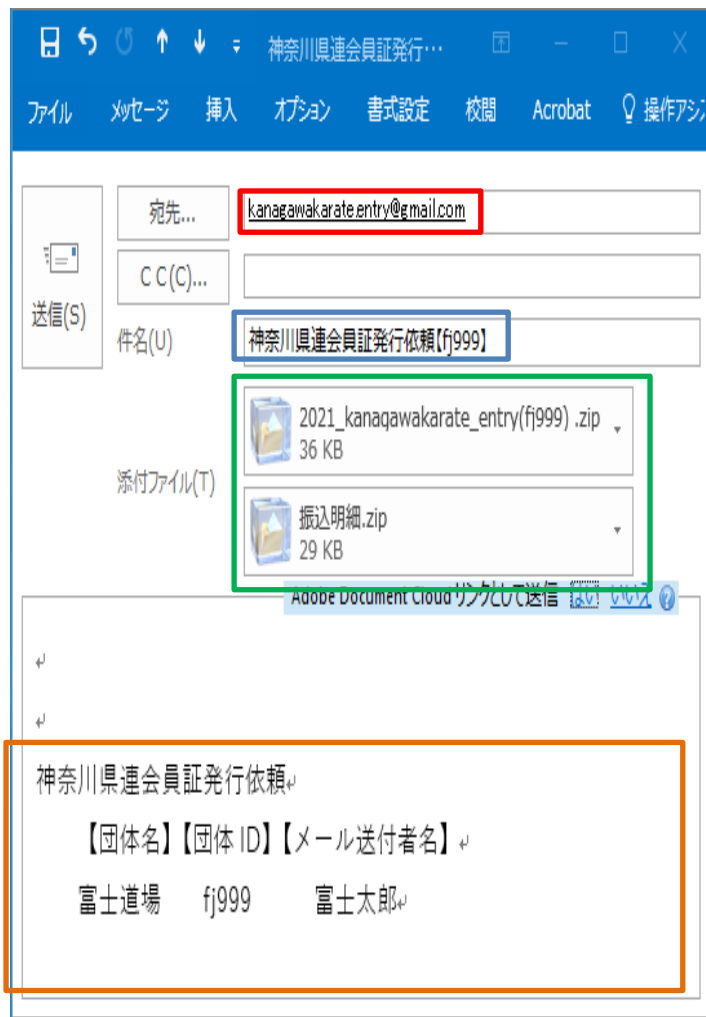 神奈川県連会員証発行…
ファイル メッセージ 挿入 オプション 書式設定 校閲 Acrobat 操作アシス
宛先... kanagawakarate.entry@gmail.com
C C(C)...
送信(S)
件名(U) 神奈川県連会員証発行依頼【fj999】
添付ファイル(T)
2021_kanaqawakarate_entry(fj999) .zip
36 KB
振込明細.zip
29 KB
Adobe Document Cloud リンクとして送信 はい いいえ
神奈川県連会員証発行依頼
【団体名】【団体 ID】【メール送付者名】
富士道場 fj999 富士太郎